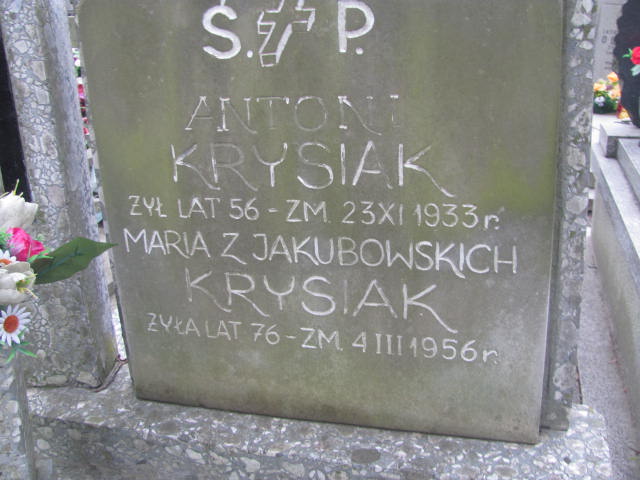 Ś. P.
ANTONI
KRYSIAK
ŻYŁ LAT 56 - ZM. 23 XI 1933 r.
MARIA Z JAKUBOWSKICH
KRYSIAK
ŻYŁA LAT 76 - ZM. 4 III 1956 r.